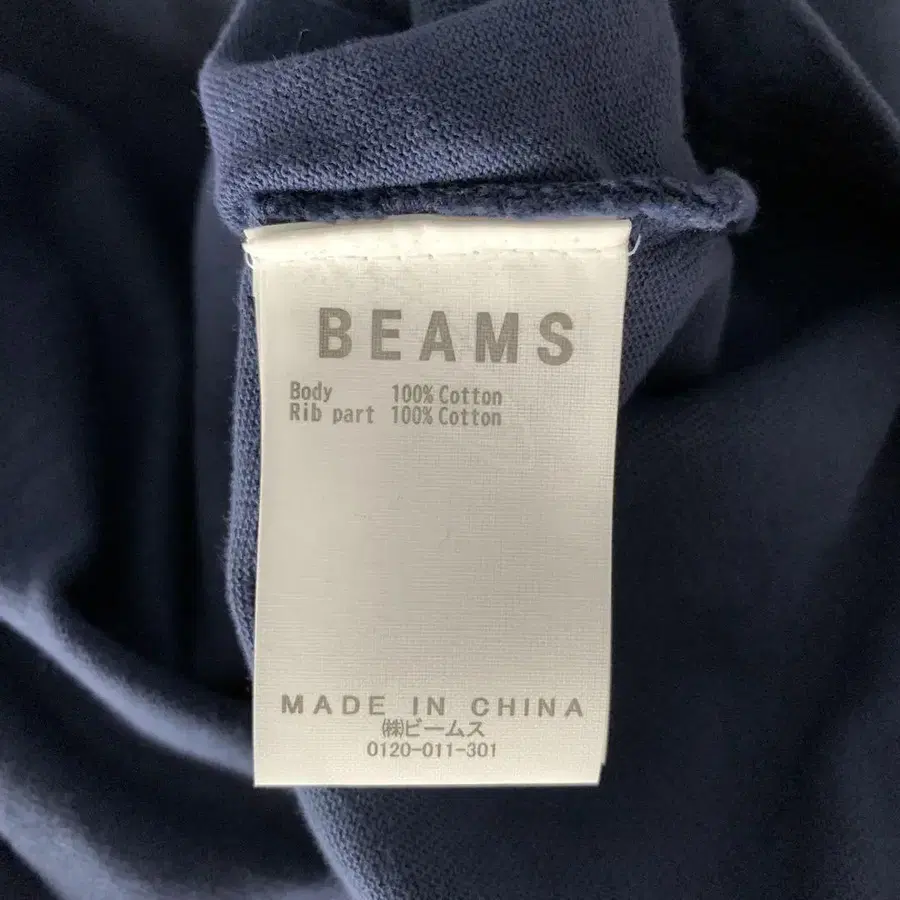 BEAMS
Body 100% Cotton
Rib part 100% Cotton
MADE IN CHINA
㈱ビームス
0120-011-301